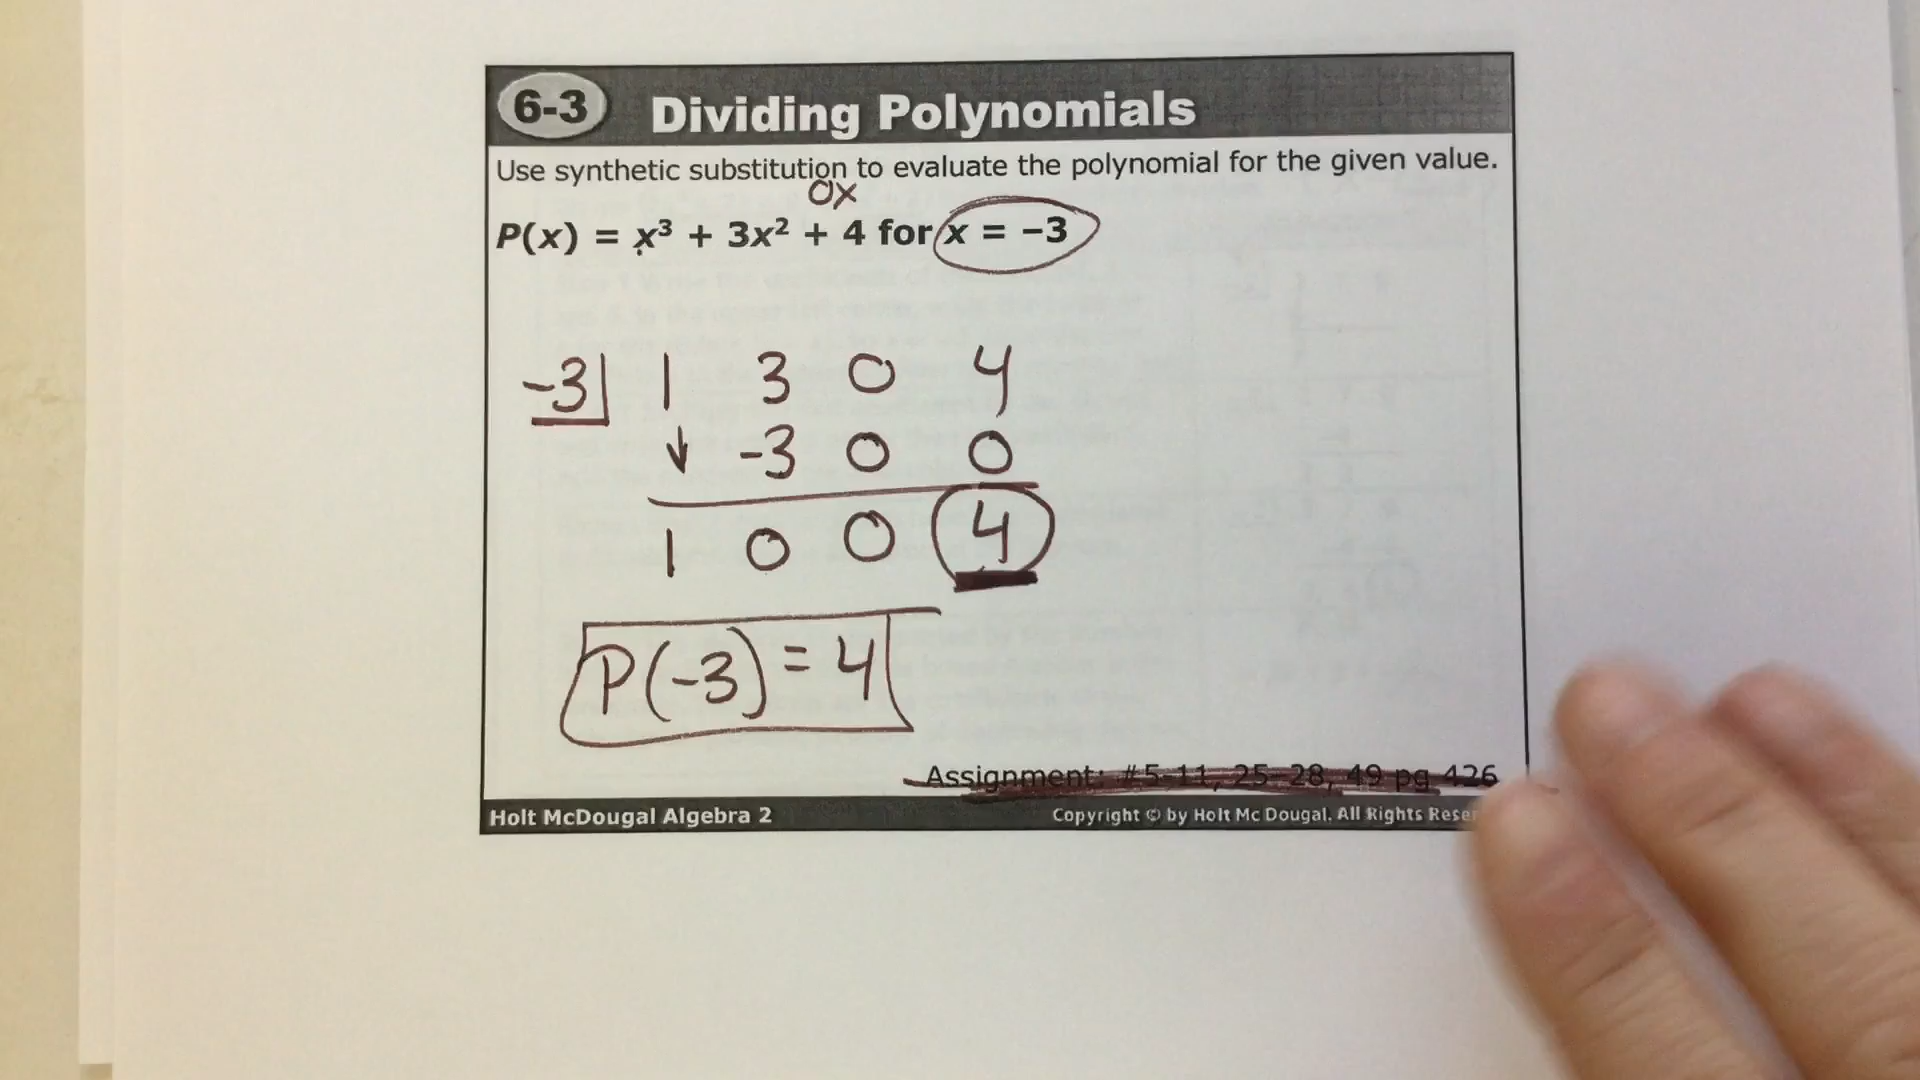 6-3 Dividing Polynomials
Use synthetic substitution to evaluate the polynomial for the given value.
0x
P(x) = x³ + 3x² + 4 for x = −3
-3 1 3 0 4
↓ -3 0 0
1 0 0 4
P(-3) = 4
Assignment: #5-11, 25-28, 49 pg 426
Holt McDougal Algebra 2
Copyright © by Holt Mc Dougal. All Rights